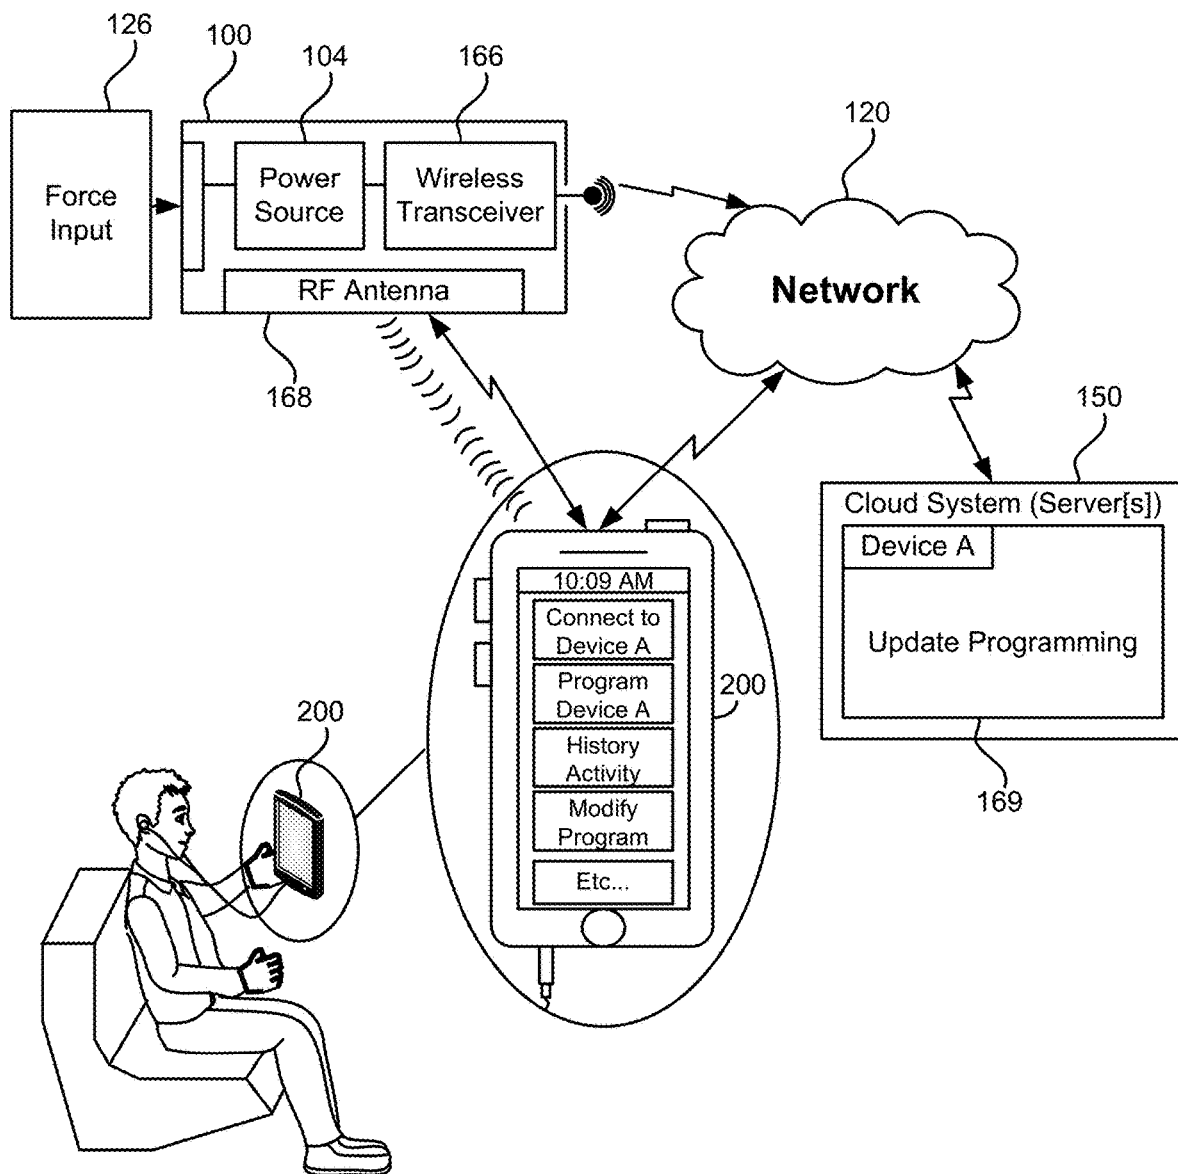 126
100
104
166
120
Force
Input
Power
Source
Wireless
Transceiver
RF Antenna
168
Network
150
Cloud System (Server[s])
Device A
Update Programming
169
10:09 AM
Connect to
Device A
Program
Device A
History
Activity
Modify
Program
Etc...
200
200